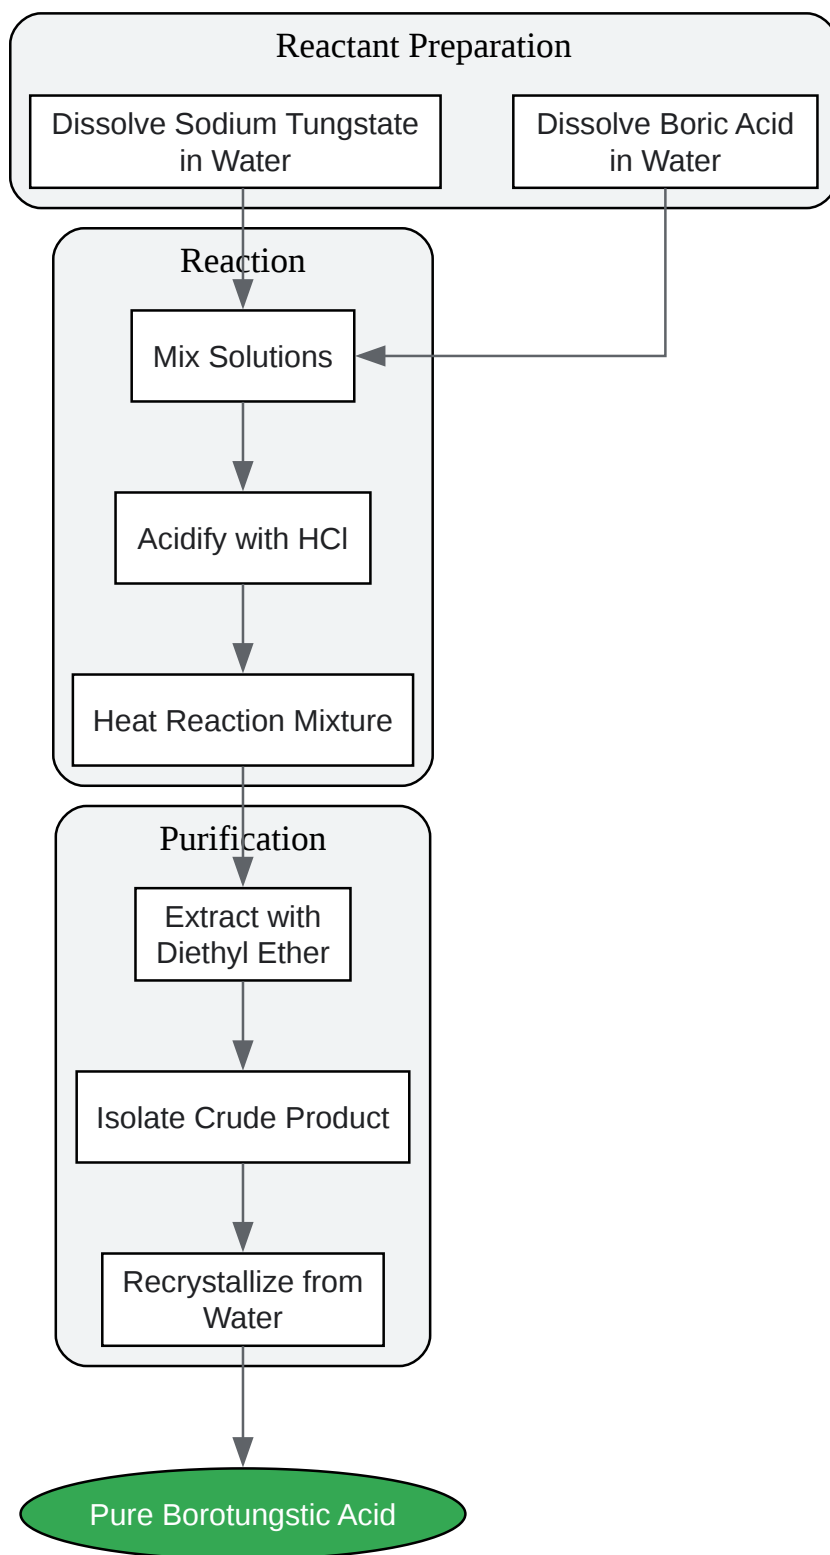 Reactant Preparation
Dissolve Sodium Tungstate
in Water
Dissolve Boric Acid
in Water
Reaction
Mix Solutions
Acidify with HCl
Heat Reaction Mixture
Purification
Extract with
Diethyl Ether
Isolate Crude Product
Recrystallize from
Water
Pure Borotungstic Acid